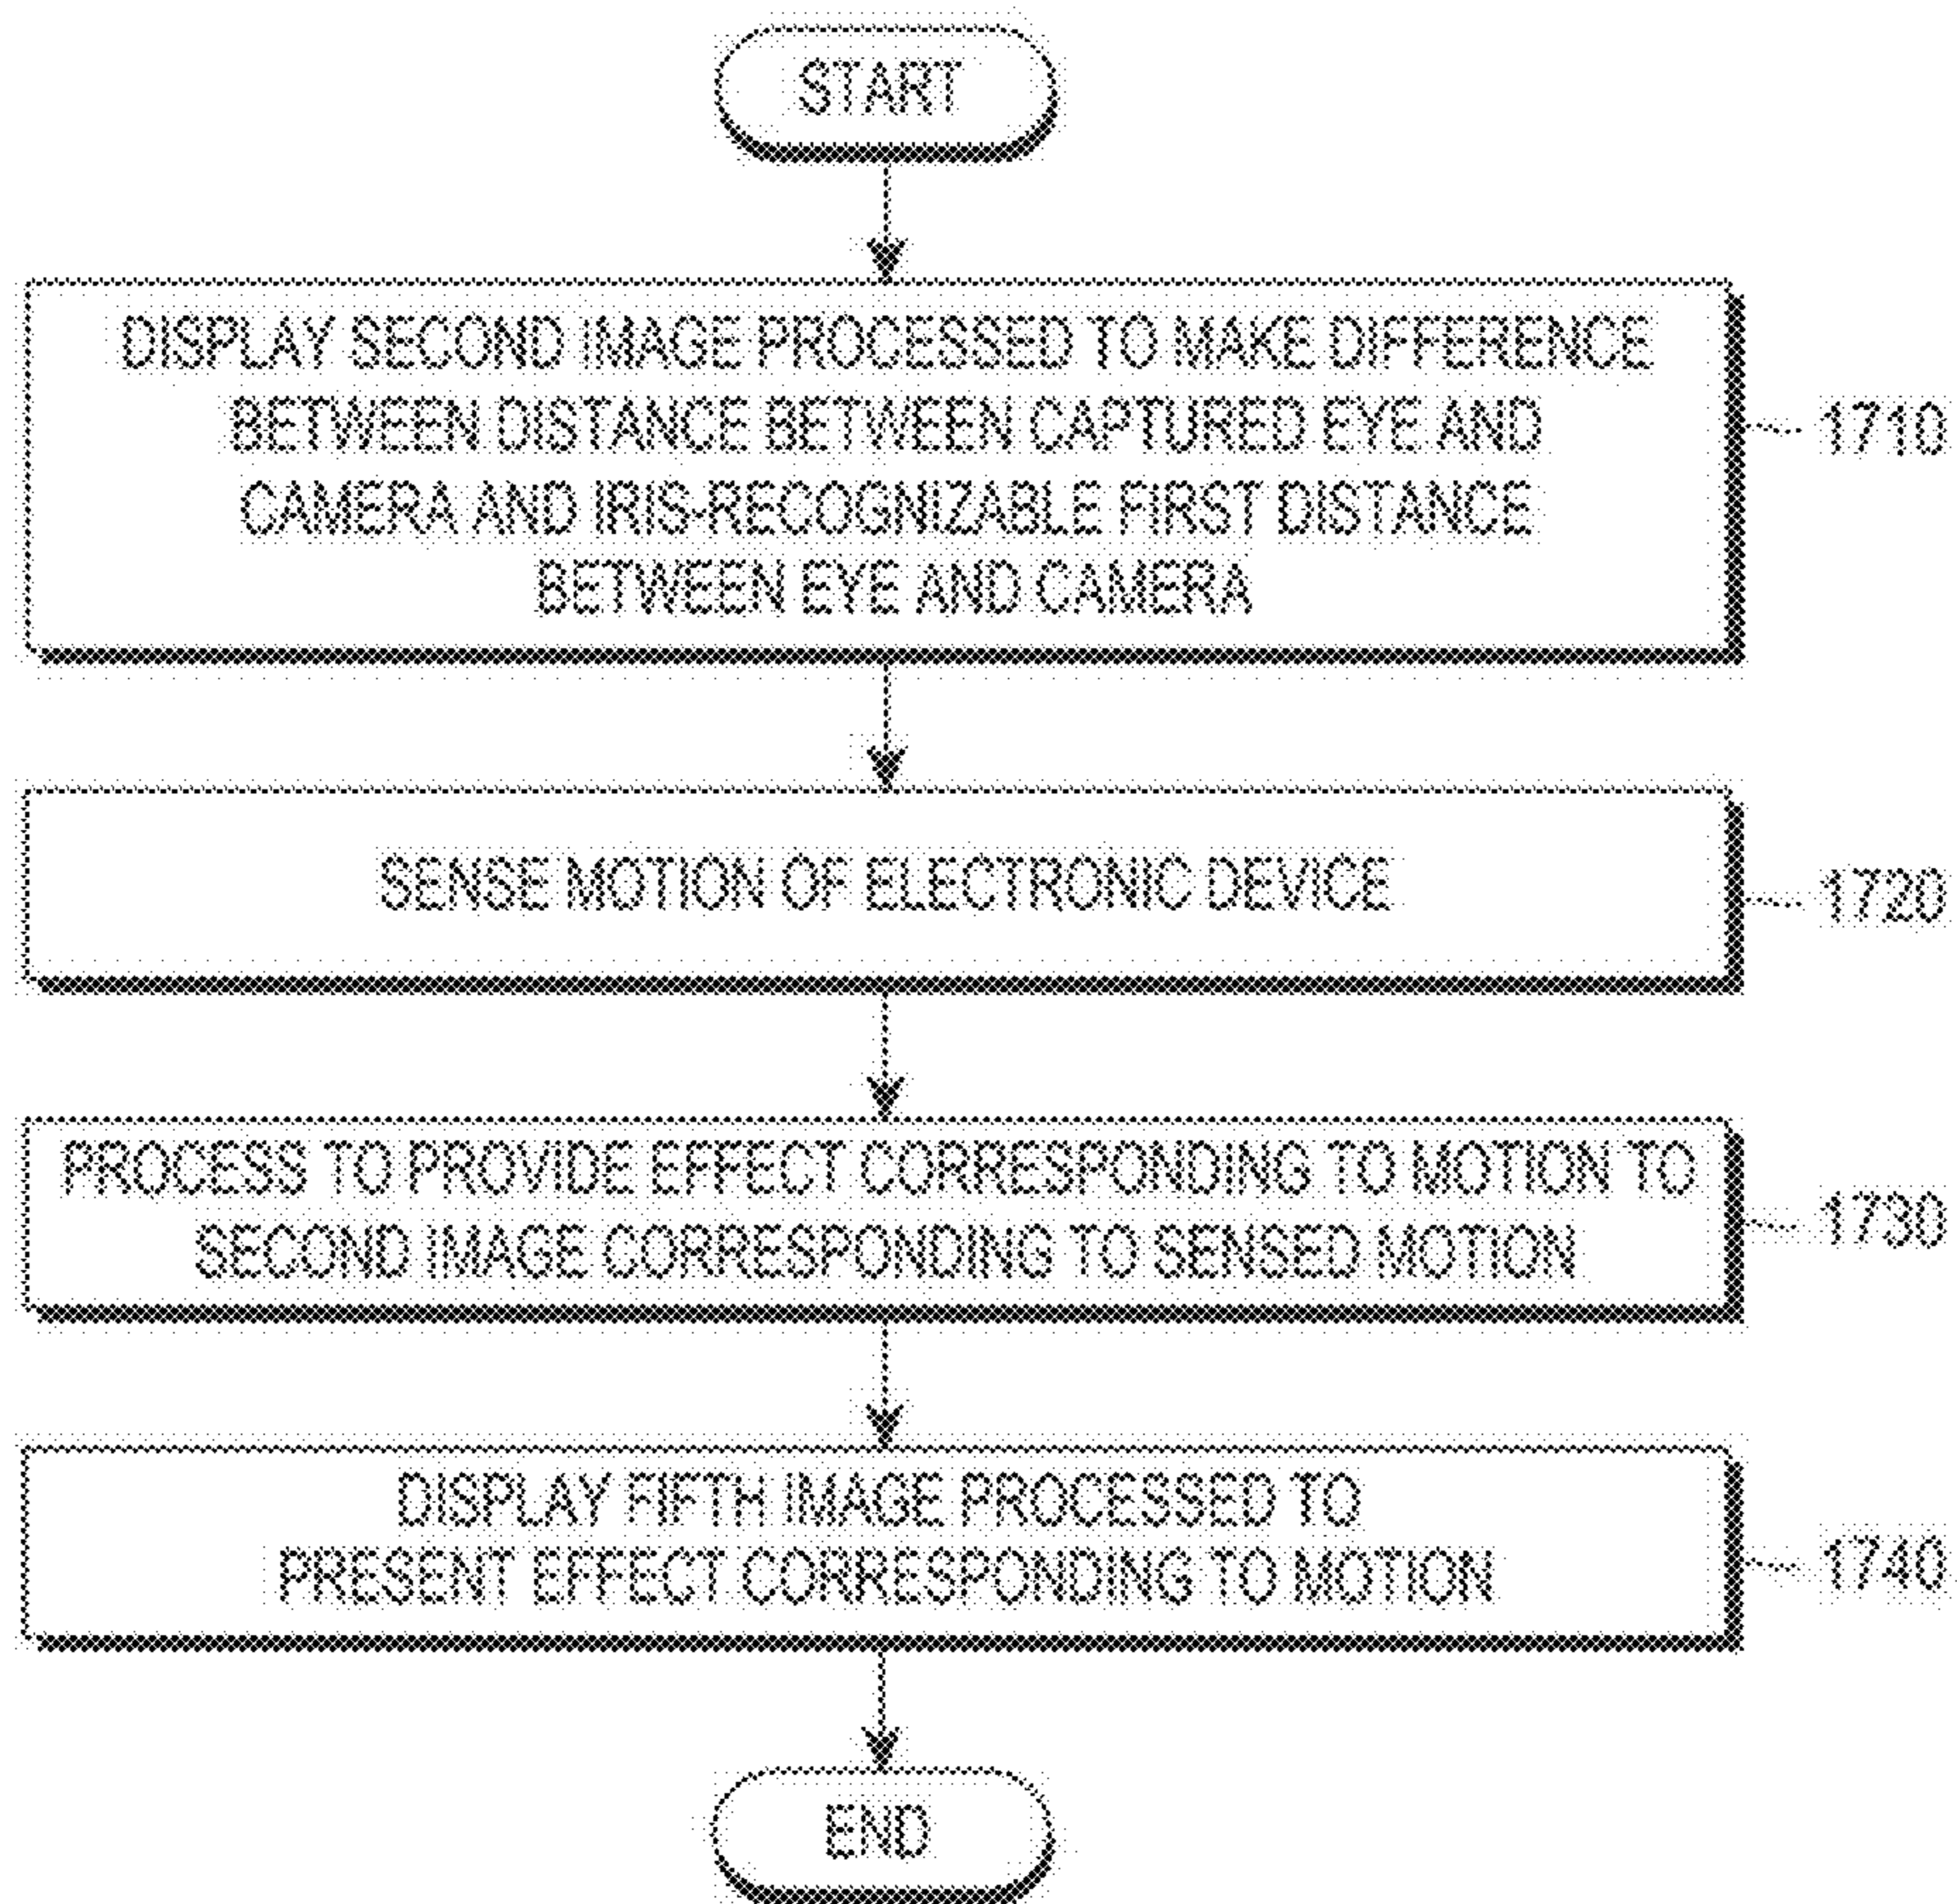 START
DISPLAY SECOND IMAGE PROCESSED TO MAKE DIFFERENCE
BETWEEN DISTANCE BETWEEN CAPTURED EYE AND
CAMERA AND IRIS-RECOGNIZABLE FIRST DISTANCE
BETWEEN EYE AND CAMERA
1710
SENSE MOTION OF ELECTRONIC DEVICE
1720
PROCESS TO PROVIDE EFFECT CORRESPONDING TO MOTION TO
SECOND IMAGE CORRESPONDING TO SENSED MOTION
1730
DISPLAY FIFTH IMAGE PROCESSED TO
PRESENT EFFECT CORRESPONDING TO MOTION
1740
END